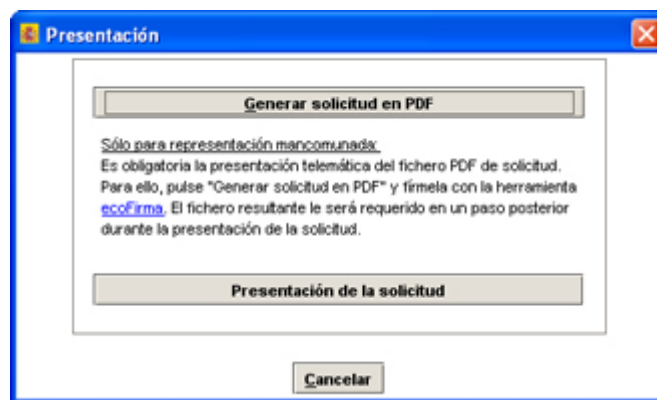 Presentación
Generar solicitud en PDF
Sólo para representación mancomunada:
Es obligatoria la presentación telemática del fichero PDF de solicitud.
Para ello, pulse "Generar solicitud en PDF" y fírmela con la herramienta
ecoFirma. El fichero resultante le será requerido en un paso posterior
durante la presentación de la solicitud.
Presentación de la solicitud
Cancelar